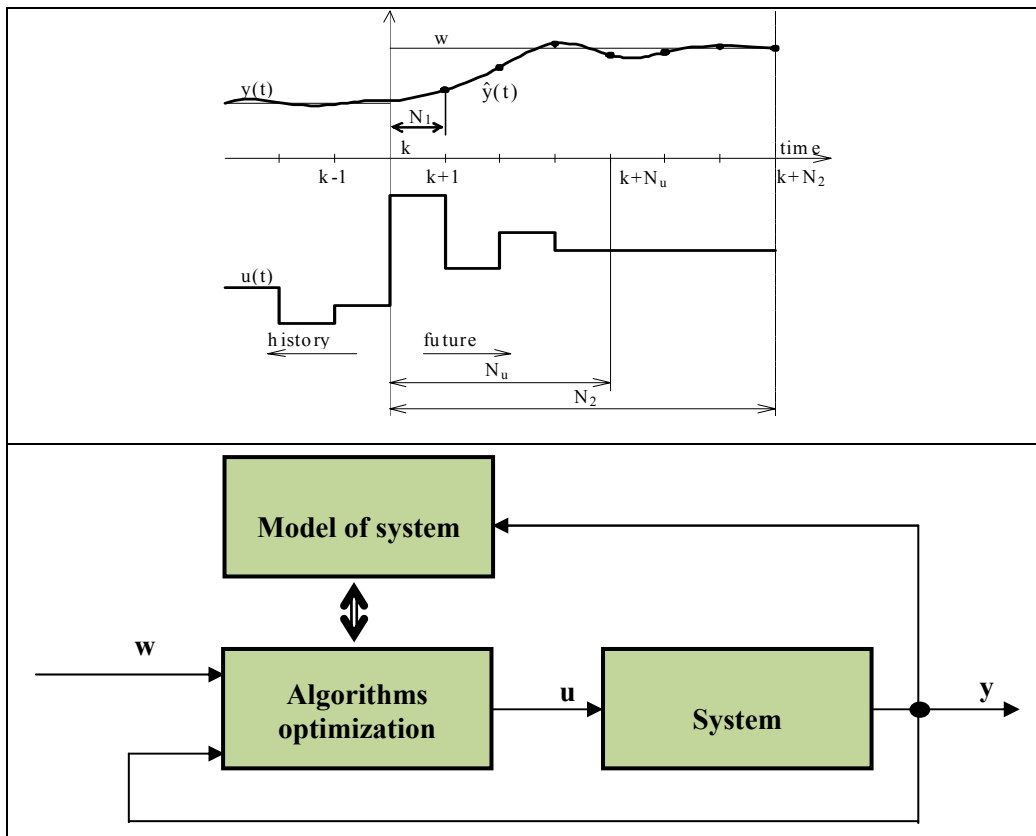 w
y(t)
ŷ(t)
N₁
k
time
k-1
k+1
k+Nᵤ
k+N₂
u(t)
history
future
Nᵤ
N₂
Model of system
w
Algorithms
optimization
u
System
y